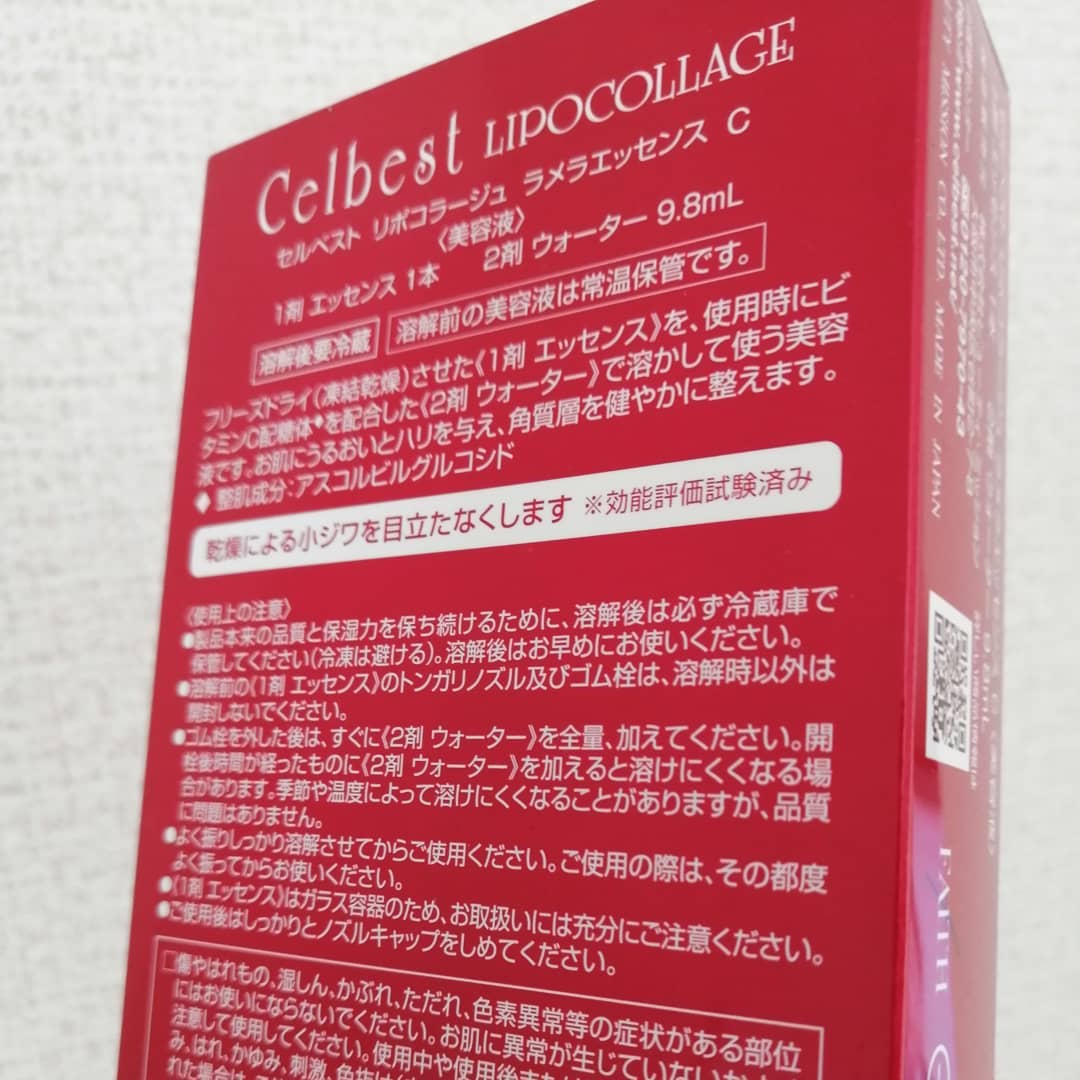 Celbest LIPOCOLLAGE
セルベスト リポコラージュ ラメラエッセンス C
〈美容液〉
1剤 エッセンス 1本 2剤 ウォーター 9.8mL
溶解後要冷蔵 溶解前の美容液は常温保管です。
フリーズドライ(凍結乾燥)させた《1剤 エッセンス》を、使用時にビ
タミンC配糖体◆を配合した《2剤 ウォーター》で溶かして使う美容
液です。お肌にうるおいとハリを与え、角質層を健やかに整えます。
◆ 整肌成分:アスコルビルグルコシド
乾燥による小ジワを目立たなくします ※効能評価試験済み
〈使用上の注意〉
●製品本来の品質と保湿力を保ち続けるために、溶解後は必ず冷蔵庫で
保管してください(冷凍は避ける)。溶解後はお早めにお使いください。
●溶解前の《1剤 エッセンス》のトンガリノズル及びゴム栓は、溶解時以外は
開封しないでください。
●ゴム栓を外した後は、すぐに《2剤 ウォーター》を全量、加えてください。開
栓後時間が経ったものに《2剤 ウォーター》を加えると溶けにくくなる場
合があります。季節や温度によって溶けにくくなることがありますが、品質
に問題はありません。
●よく振りしっかり溶解させてからご使用ください。ご使用の際は、その都度
よく振ってからお使いください。
●《1剤 エッセンス》はガラス容器のため、お取扱いには充分にご注意ください。
●ご使用後はしっかりとノズルキャップをしめてください。
□傷やはれもの、湿しん、かぶれ、ただれ、色素異常等の症状がある部位
にはお使いにならないでください。お肌に異常が生じていないか
注意して使用してください。使用中や使用後
み、はれ、かゆみ、刺激、色抜け
れた場合は、
MADE IN JAPAN
FAITH